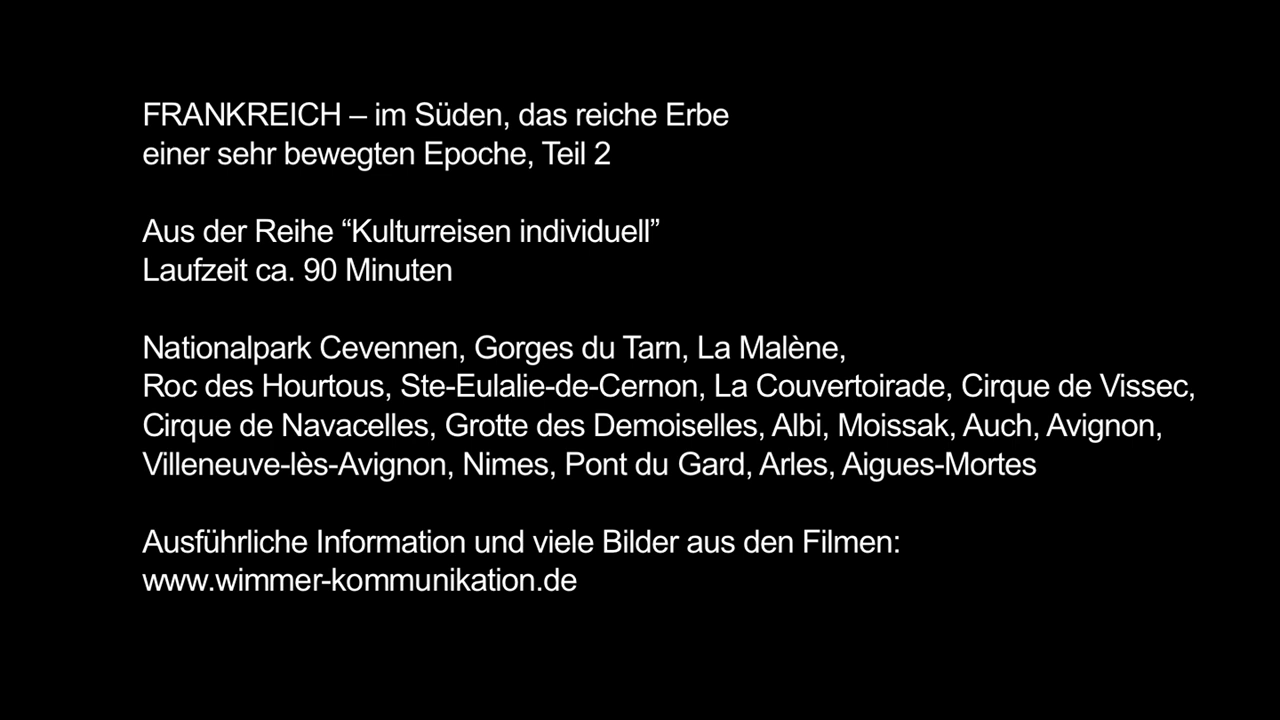 FRANKREICH – im Süden, das reiche Erbe
einer sehr bewegten Epoche, Teil 2
Aus der Reihe “Kulturreisen individuell”
Laufzeit ca. 90 Minuten
Nationalpark Cevennen, Gorges du Tarn, La Malène,
Roc des Hourtous, Ste-Eulalie-de-Cernon, La Couvertoirade, Cirque de Vissec,
Cirque de Navacelles, Grotte des Demoiselles, Albi, Moissak, Auch, Avignon,
Villeneuve-lès-Avignon, Nimes, Pont du Gard, Arles, Aigues-Mortes
Ausführliche Information und viele Bilder aus den Filmen:
www.wimmer-kommunikation.de